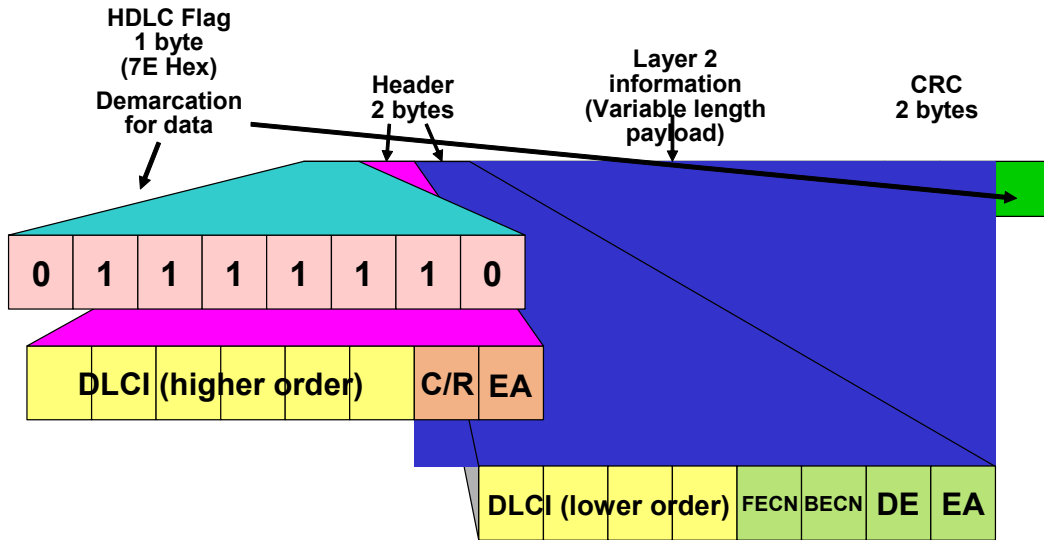 HDLC Flag
1 byte
(7E Hex)
Demarcation
for data
Header
2 bytes
Layer 2
information
(Variable length
payload)
CRC
2 bytes
0 1 1 1 1 1 1 0
DLCI (higher order) C/R EA
DLCI (lower order) FECN BECN DE EA